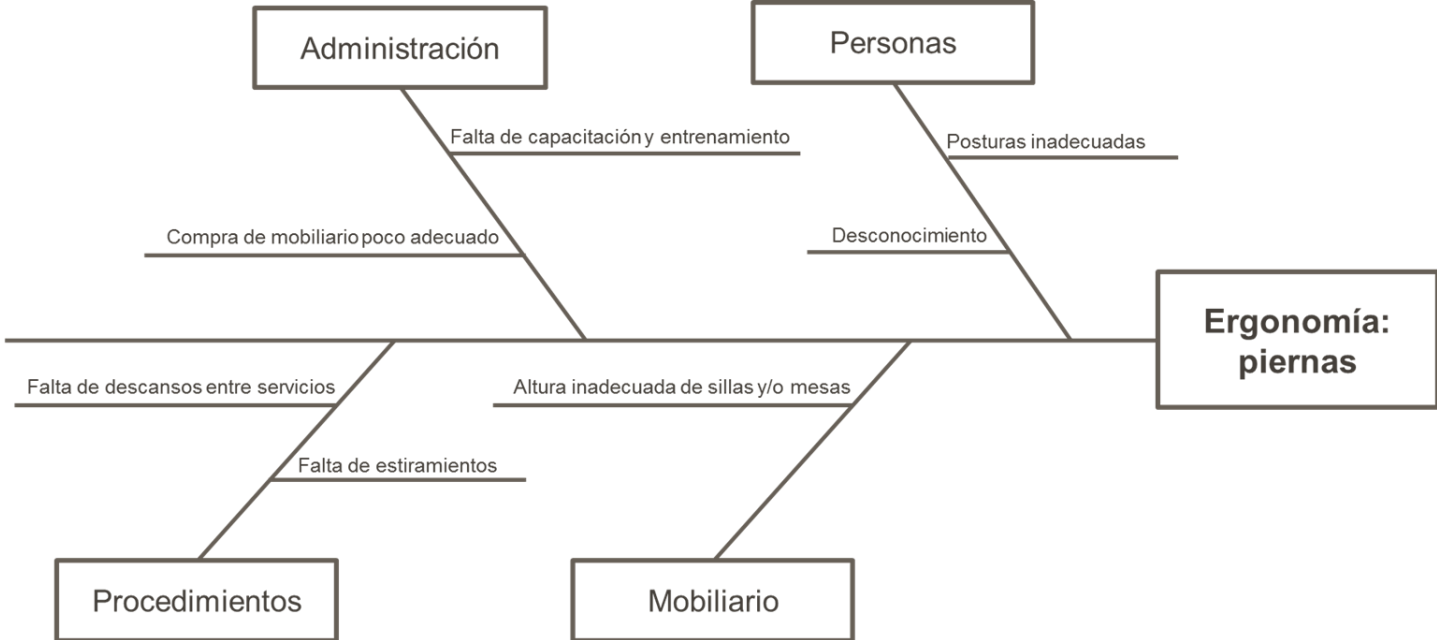 Administración
Personas
Falta de capacitación y entrenamiento
Posturas inadecuadas
Compra de mobiliario poco adecuado
Desconocimiento
Ergonomía:
piernas
Falta de descansos entre servicios
Altura inadecuada de sillas y/o mesas
Falta de estiramientos
Procedimientos
Mobiliario